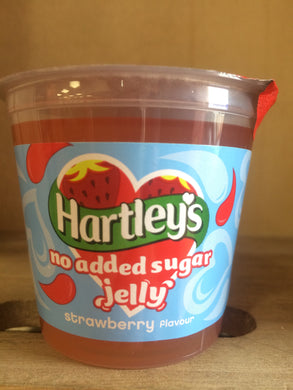 Hartley's
no added sugar
jelly
strawberry flavour